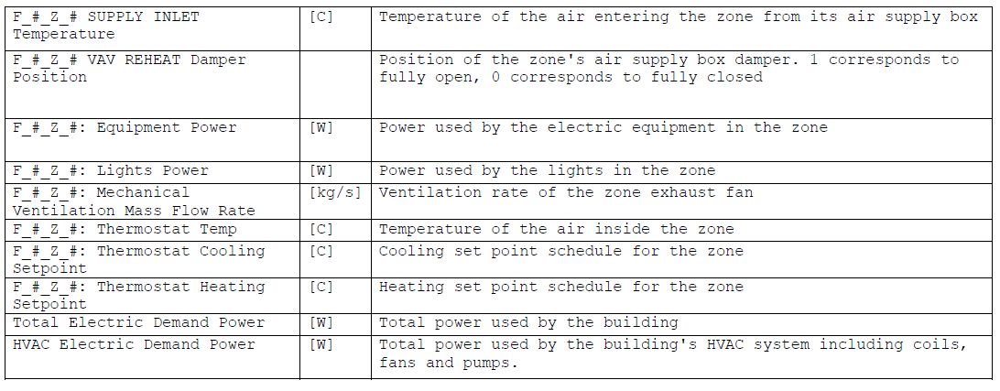 F_#_Z_# SUPPLY INLET [C] Temperature of the air entering the zone from its air supply box
Temperature
F_#_Z_# VAV REHEAT Damper Position of the zone's air supply box damper. 1 corresponds to
Position fully open, 0 corresponds to fully closed
F_#_Z_#: Equipment Power [W] Power used by the electric equipment in the zone
F_#_Z_#: Lights Power [W] Power used by the lights in the zone
F_#_Z_#: Mechanical [kg/s] Ventilation rate of the zone exhaust fan
Ventilation Mass Flow Rate
F_#_Z_#: Thermostat Temp [C] Temperature of the air inside the zone
F_#_Z_#: Thermostat Cooling [C] Cooling set point schedule for the zone
Setpoint
F_#_Z_#: Thermostat Heating [C] Heating set point schedule for the zone
Setpoint
Total Electric Demand Power [W] Total power used by the building
HVAC Electric Demand Power [W] Total power used by the building's HVAC system including coils,
fans and pumps.